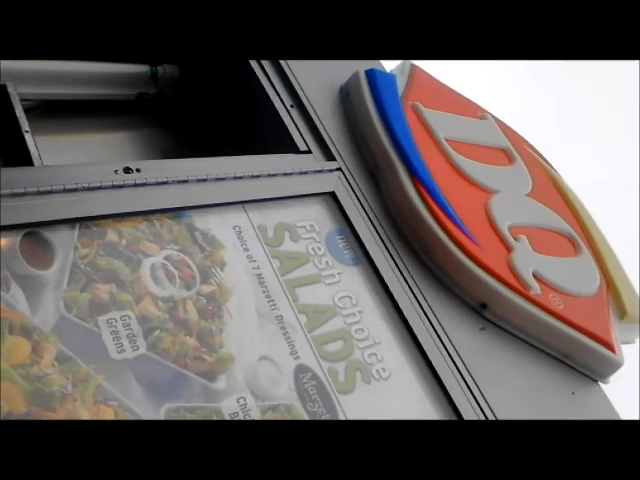 DQ
®
NEW
Fresh Choice
SALADS
Choice of 7 Marzetti Dressings
Garden
Greens